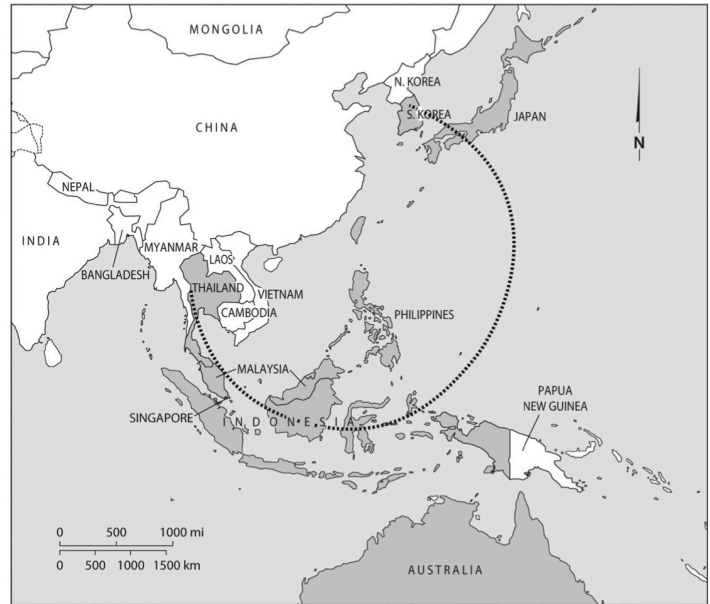 MONGOLIA
N. KOREA
S. KOREA
JAPAN
CHINA
N
NEPAL
INDIA
MYANMAR
LAOS
BANGLADESH
THAILAND
VIETNAM
CAMBODIA
PHILIPPINES
MALAYSIA
SINGAPORE
INDONESIA
PAPUA
NEW GUINEA
0 500 1000 mi
0 500 1000 1500 km
AUSTRALIA